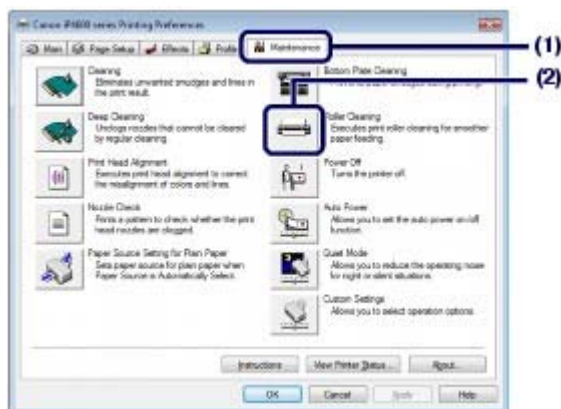 Canon iP4600 series Printing Preferences
Main Page Setup Effects Profile Maintenance
(1)
(2)
Cleaning
Eliminates unwanted smudges and lines in
the print result.
Bottom Plate Cleaning
Deep Cleaning
Unclogs nozzles that cannot be cleared
by regular cleaning.
Roller Cleaning
Executes print roller cleaning for smoother
paper feeding.
Print Head Alignment
Executes print head alignment to correct
the misalignment of colors and lines.
Power Off
Turns the printer off.
Nozzle Check
Prints a pattern to check whether the print
head nozzles are clogged.
Auto Power
Allows you to set the auto power on/off
function.
Paper Source Setting for Plain Paper
Sets paper source for plain paper when
Paper Source is Automatically Select.
Quiet Mode
Allows you to reduce the operating noise
for night or silent situations.
Custom Settings
Allows you to select operation options.
Instructions View Printer Status... About...
OK Cancel Apply Help